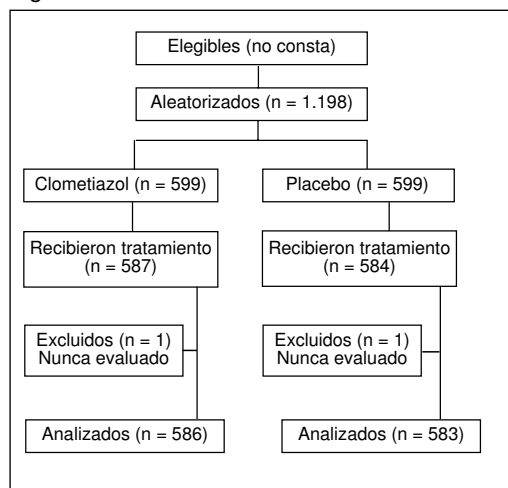 Elegibles (no consta)
Aleatorizados (n = 1.198)
Clometiazol (n = 599)
Placebo (n = 599)
Recibieron tratamiento
(n = 587)
Recibieron tratamiento
(n = 584)
Excluidos (n = 1)
Nunca evaluado
Excluidos (n = 1)
Nunca evaluado
Analizados (n = 586)
Analizados (n = 583)